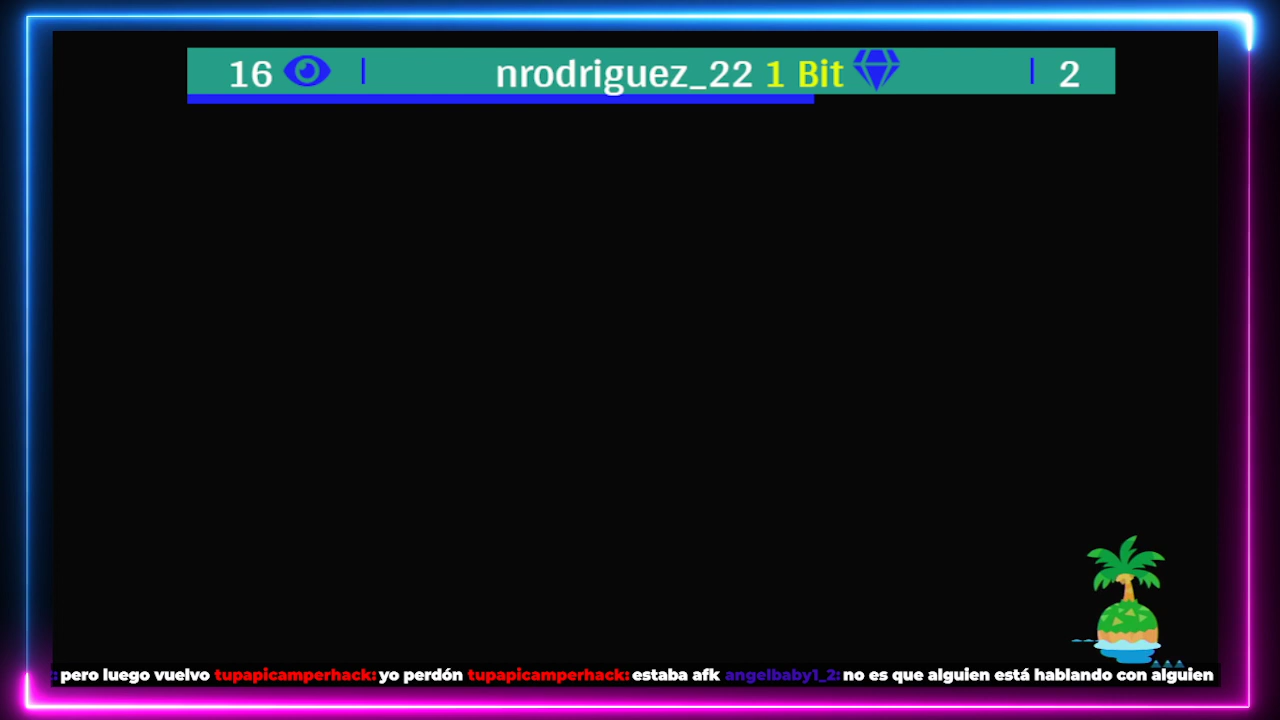 16 nrodriguez_22 1 Bit 2
: pero luego vuelvo tupapicamperhack: yo perdón tupapicamperhack: estaba afk angelbaby1_2: no es que alguien está hablando con alguien